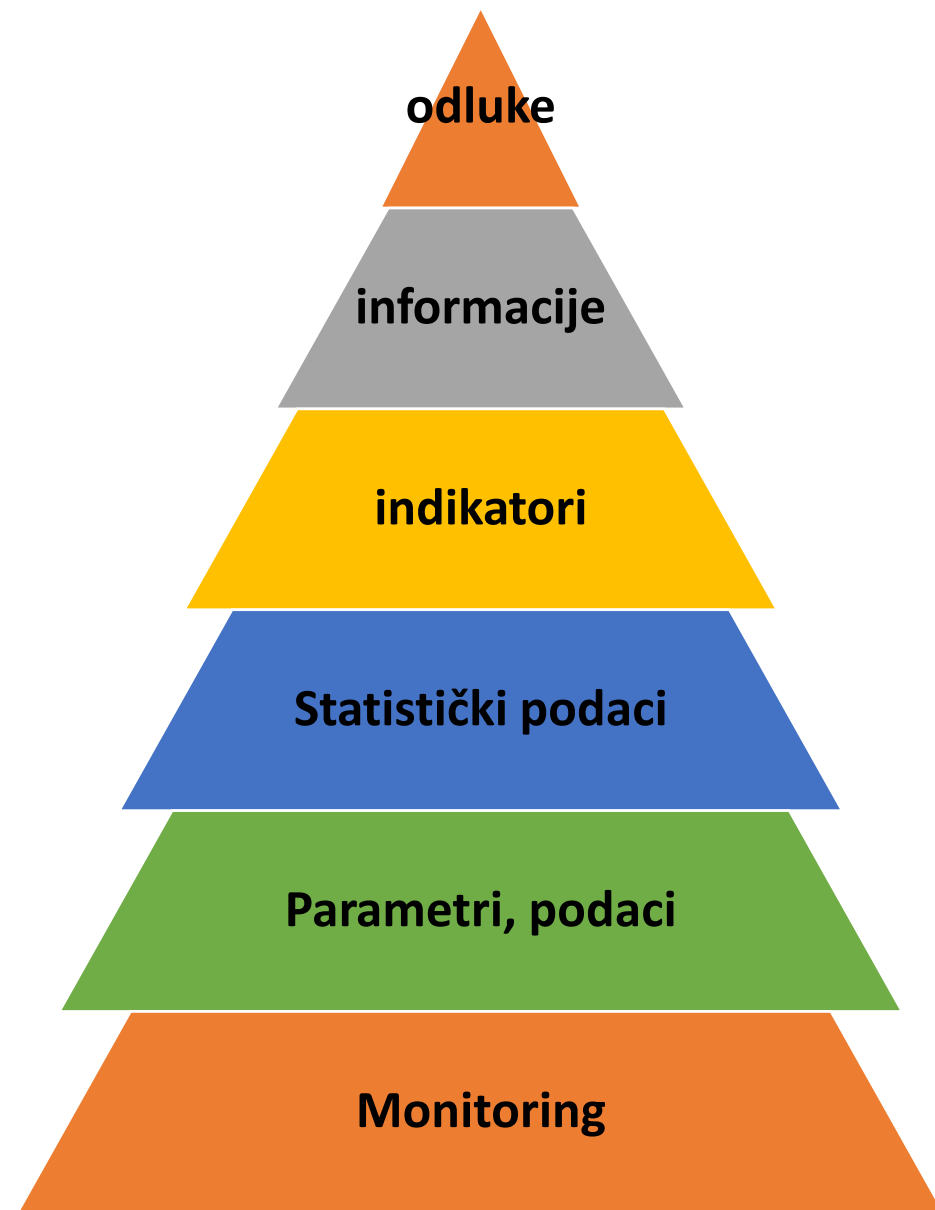 odluke
informacije
indikatori
Statistički podaci
Parametri, podaci
Monitoring